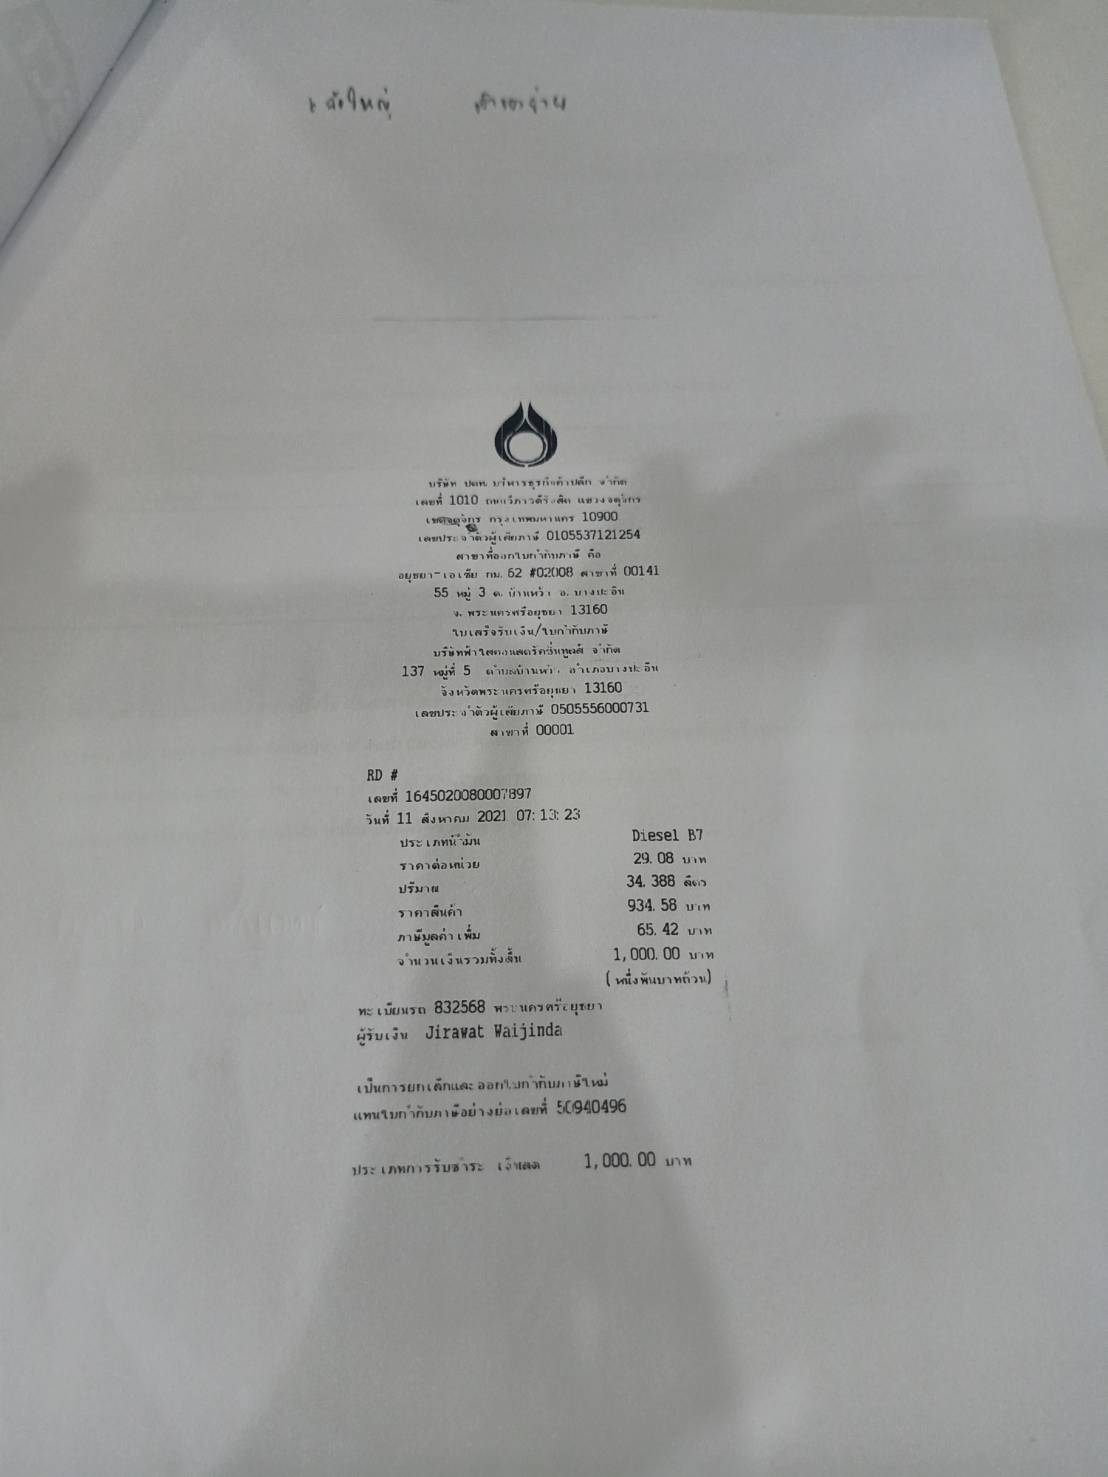 บริษัท ปตท. บริหารธุรกิจค้าปลีก จำกัด
เลขที่ 1010 ถนนวิภาวดีรังสิต แขวงจตุจักร
เขตจตุจักร กรุงเทพมหานคร 10900
เลขประจำตัวผู้เสียภาษี 0105537121254
สาขาที่ออกใบกำกับภาษี คือ
อยุธยา-เอเซีย กม. 62 #02008 สาขาที่ 00141
55 หมู่ 3 ต. บ้านหว้า อ. บางปะอิน
จ. พระนครศรีอยุธยา 13160
ใบเสร็จรับเงิน/ใบกำกับภาษี
บริษัทฟ้าใสคอนสตรัคชั่นทูลส์ จำกัด
137 หมู่ที่ 5 ตำบลบ้านหว้า อำเภอบางปะอิน
จังหวัดพระนครศรีอยุธยา 13160
เลขประจำตัวผู้เสียภาษี 0505556000731
สาขาที่ 00001
RD #
เลขที่ 1645020080007897
วันที่ 11 สิงหาคม 2021 07:13:23
ประเภทน้ำมัน Diesel B7
ราคาต่อหน่วย 29.08 บาท
ปริมาณ 34.388 ลิตร
ราคาสินค้า 934.58 บาท
ภาษีมูลค่าเพิ่ม 65.42 บาท
จำนวนเงินรวมทั้งสิ้น 1,000.00 บาท
(หนึ่งพันบาทถ้วน)
ทะเบียนรถ 832568 พระนครศรีอยุธยา
ผู้รับเงิน Jirawat Waijinda
เป็นการยกเลิกและออกใบกำกับภาษีใหม่
แทนใบกำกับภาษีอย่างย่อเลขที่ 50940496
ประเภทการรับชำระ เงินสด 1,000.00 บาท